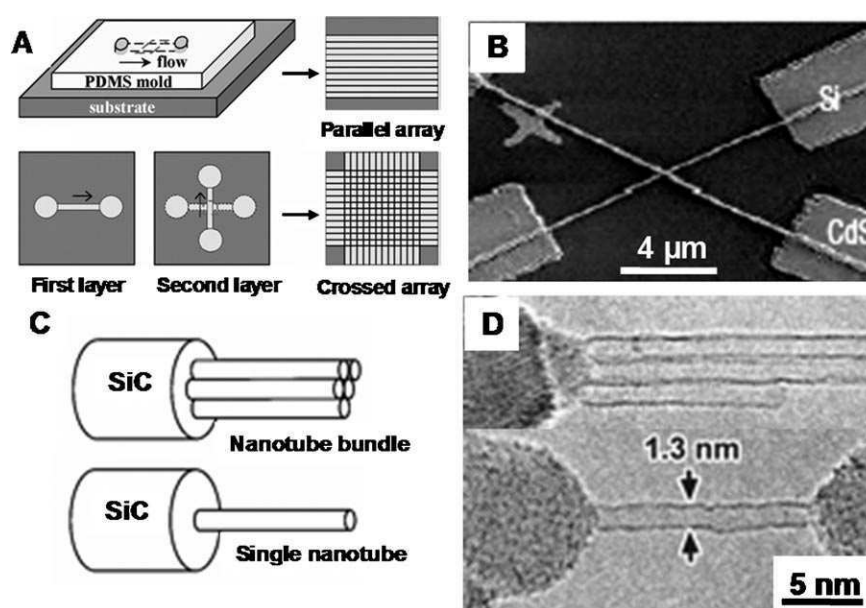 A
flow
PDMS mold
substrate
Parallel array
First layer
Second layer
Crossed array
B
Si
CdS
4 μm
C
SiC
Nanotube bundle
SiC
Single nanotube
D
1.3 nm
5 nm